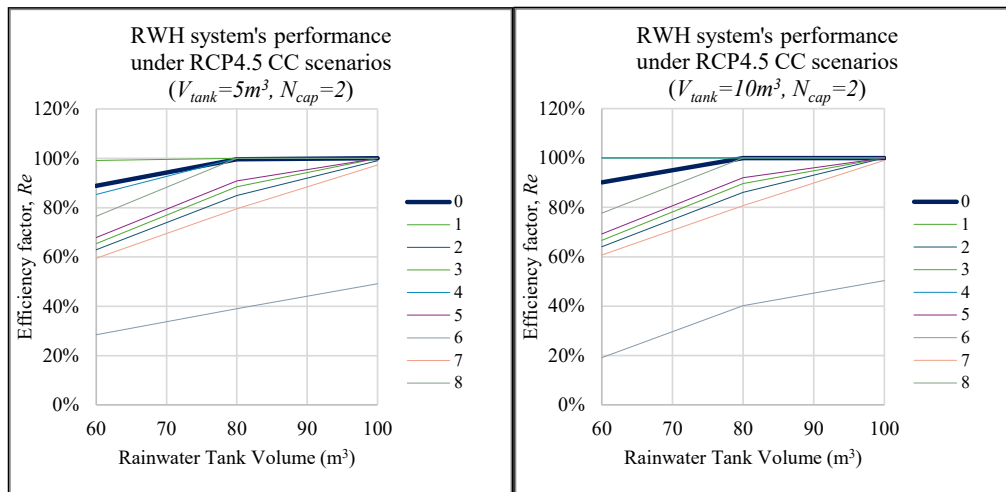 RWH system's performance
under RCP4.5 CC scenarios
(V_tank=5m³, N_cap=2)
120%
100%
80%
60%
40%
20%
0%
Efficiency factor, Re
60 70 80 90 100
Rainwater Tank Volume (m³)
0
1
2
3
4
5
6
7
8
RWH system's performance
under RCP4.5 CC scenarios
(V_tank=10m³, N_cap=2)
120%
100%
80%
60%
40%
20%
0%
Efficiency factor, Re
60 70 80 90 100
Rainwater Tank Volume (m³)
0
1
2
3
4
5
6
7
8